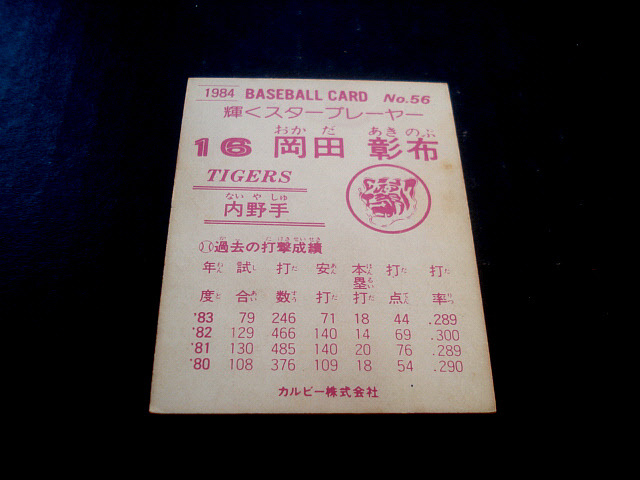 1984 BASEBALL CARD No.56
輝くスタープレーヤー
おかだ あきのぶ
16 岡田 彰布
TIGERS
ないやしゅ
内野手
過去の打撃成績
年 試 打 安 本塁 打 打
度 合 数 打 打 点 率
'83 79 246 71 18 44 .289
'82 129 466 140 14 69 .300
'81 130 485 140 20 76 .289
'80 108 376 109 18 54 .290
カルビー株式会社